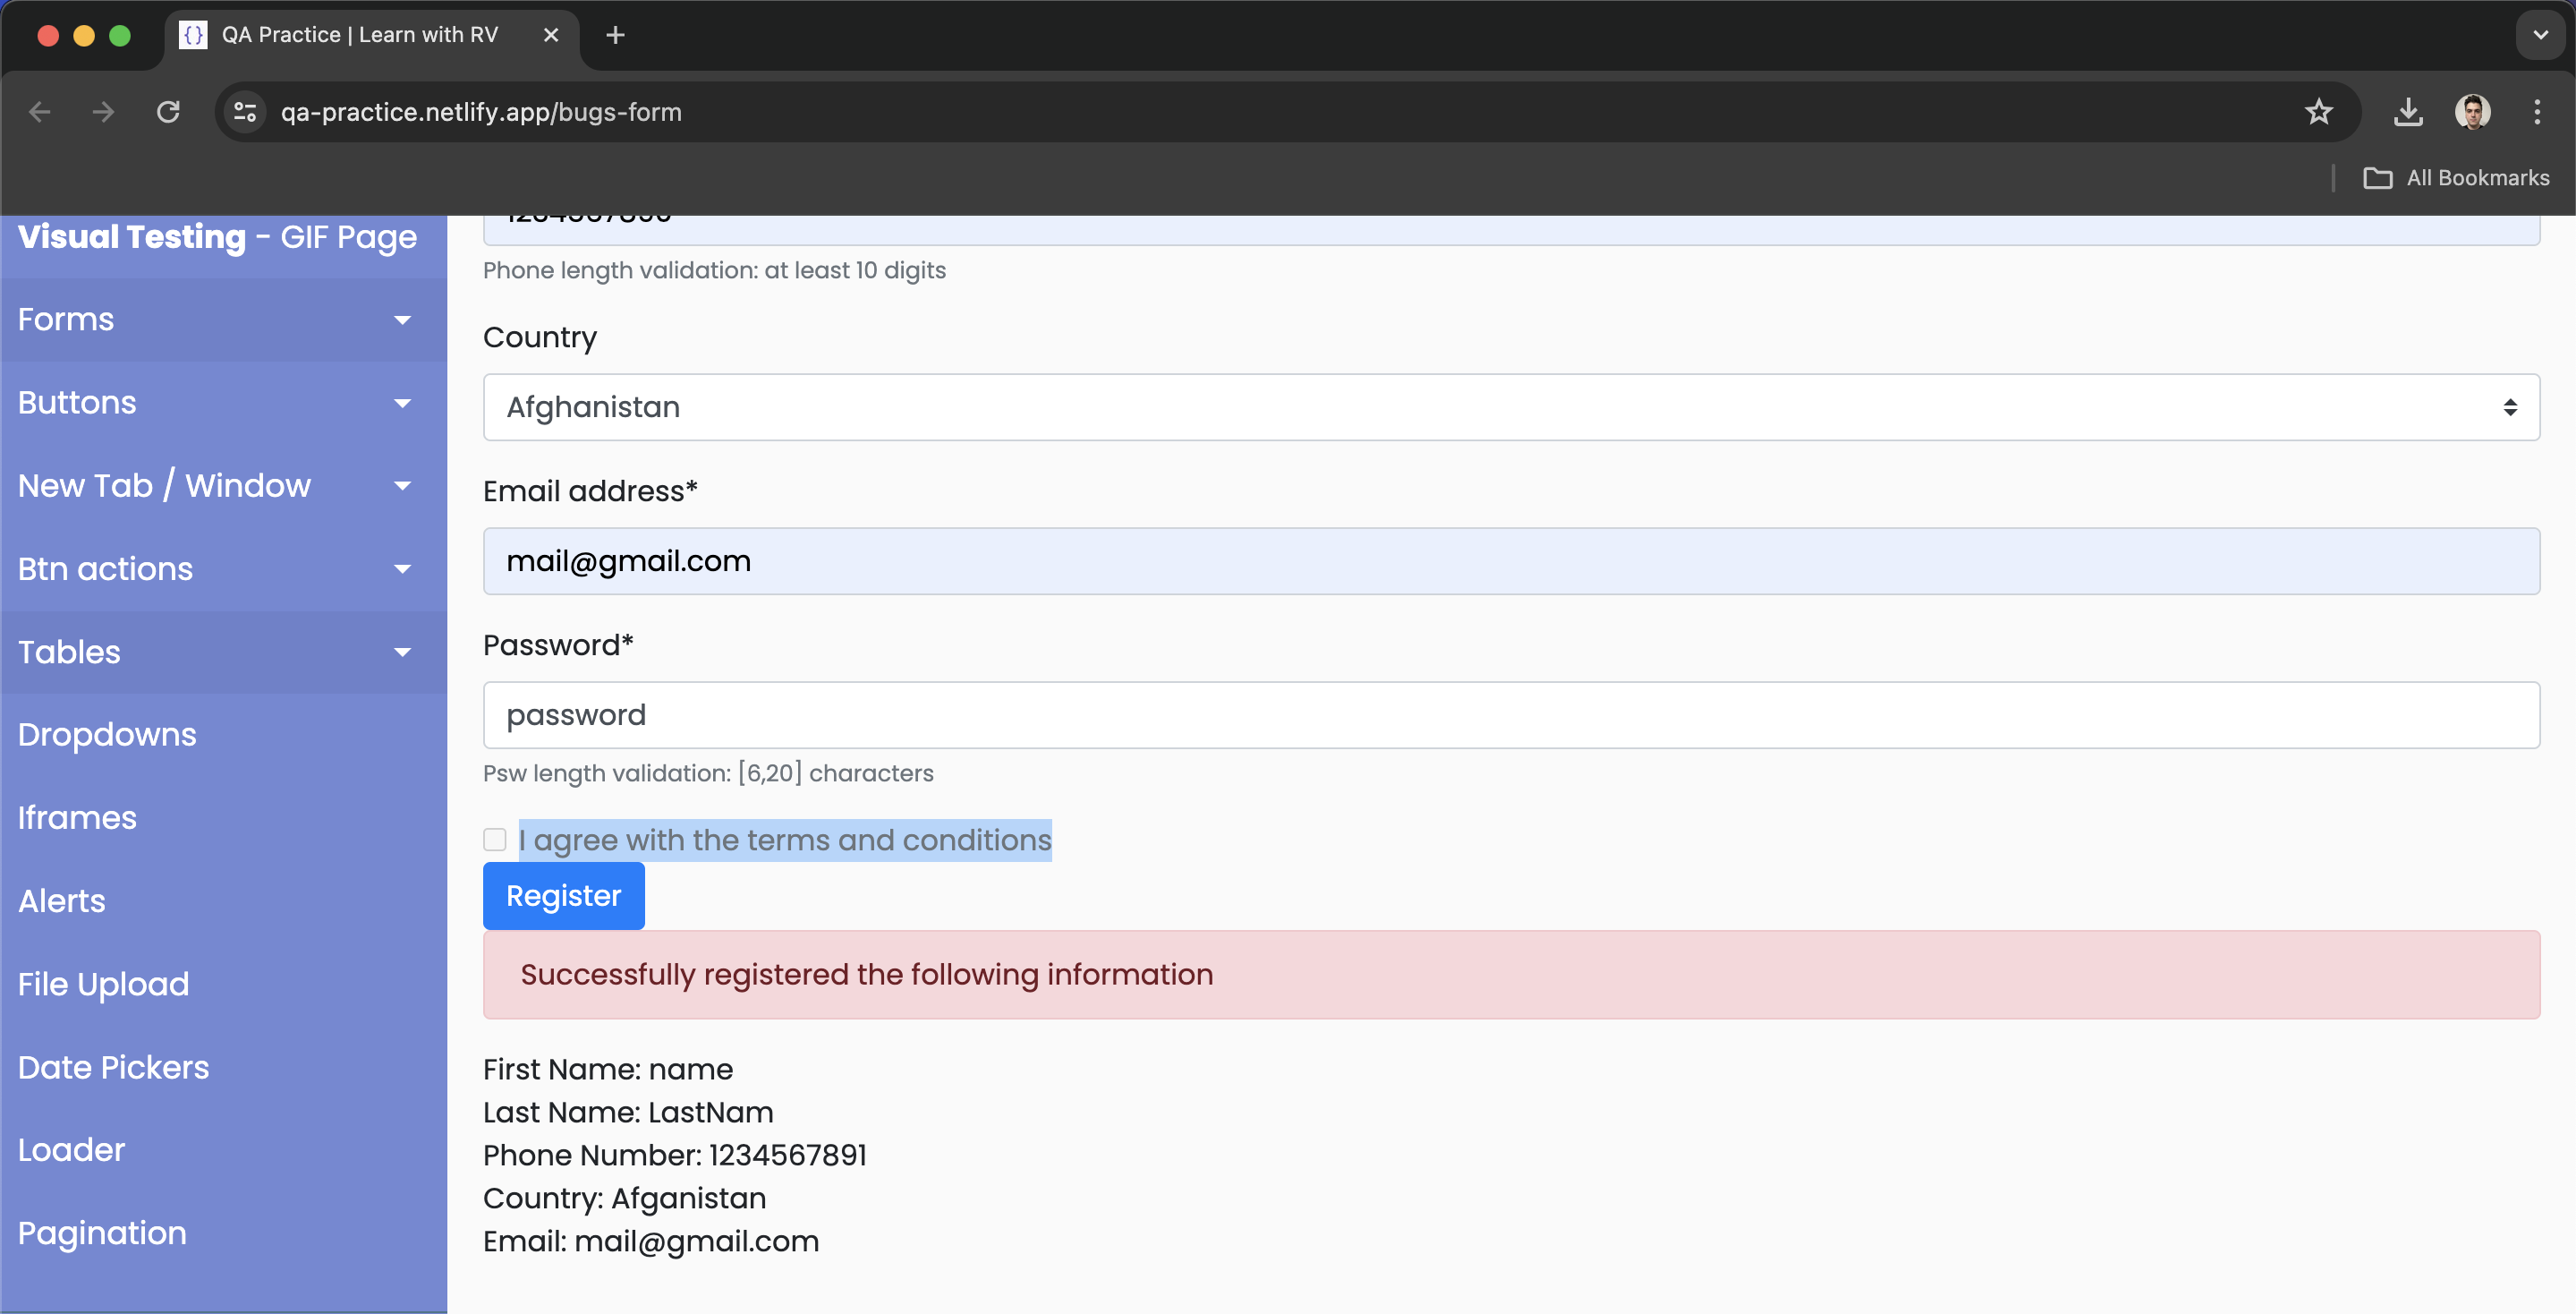 QA Practice | Learn with RV
qa-practice.netlify.app/bugs-form
All Bookmarks
Visual Testing - GIF Page
Forms
Buttons
New Tab / Window
Btn actions
Tables
Dropdowns
Iframes
Alerts
File Upload
Date Pickers
Loader
Pagination
Phone length validation: at least 10 digits
Country
Afghanistan
Email address*
mail@gmail.com
Password*
password
Psw length validation: [6,20] characters
I agree with the terms and conditions
Register
Successfully registered the following information
First Name: name
Last Name: LastNam
Phone Number: 1234567891
Country: Afganistan
Email: mail@gmail.com